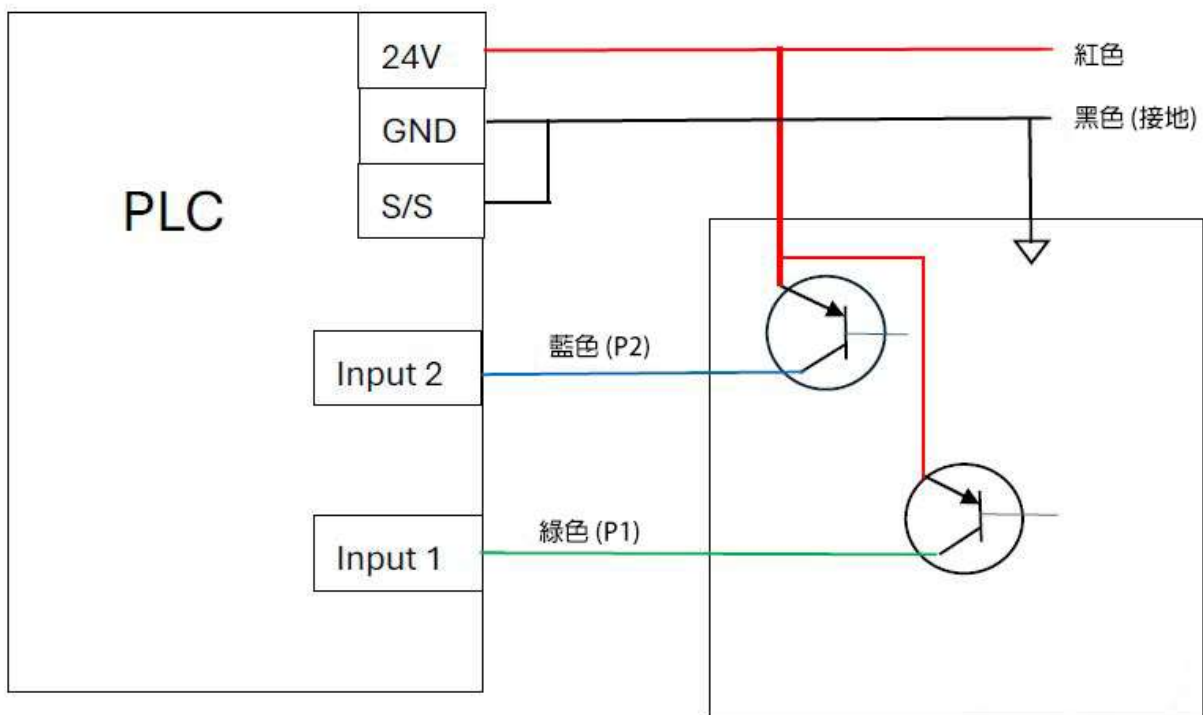 24V
紅色
GND
黑色 (接地)
S/S
PLC
藍色 (P2)
Input 2
綠色 (P1)
Input 1